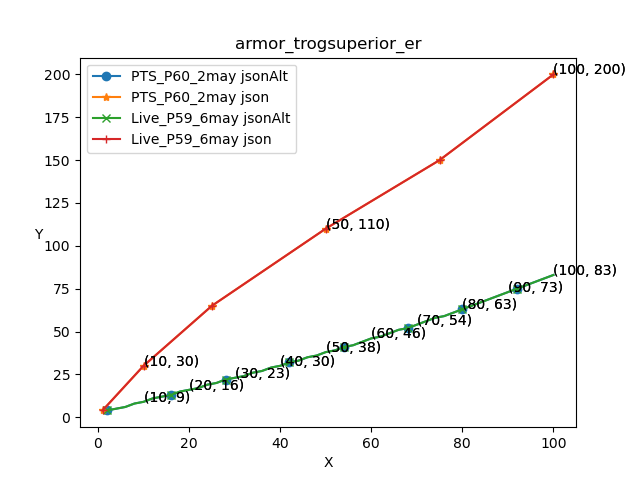 armor_trogsuperior_er
PTS_P60_2may jsonAlt
PTS_P60_2may json
Live_P59_6may jsonAlt
Live_P59_6may json
(100, 200)
(50, 110)
(10, 30)
(100, 83)
(90, 73)
(80, 63)
(70, 54)
(60, 46)
(50, 38)
(40, 30)
(30, 23)
(20, 16)
(10, 9)
200
175
150
125
100
75
50
25
0
Y
0 20 40 60 80 100
X